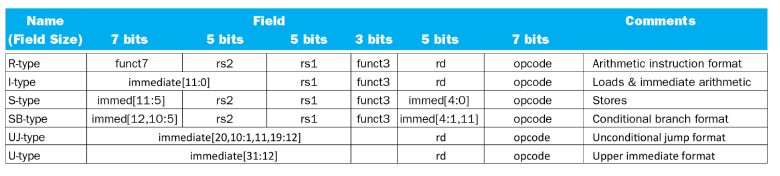 Name Field Comments
(Field Size) 7 bits 5 bits 5 bits 3 bits 5 bits 7 bits
R-type funct7 rs2 rs1 funct3 rd opcode Arithmetic instruction format
I-type immediate[11:0] rs1 funct3 rd opcode Loads & immediate arithmetic
S-type immed[11:5] rs2 rs1 funct3 immed[4:0] opcode Stores
SB-type immed[12,10:5] rs2 rs1 funct3 immed[4:1,11] opcode Conditional branch format
UJ-type immediate[20,10:1,11,19:12] rd opcode Unconditional jump format
U-type immediate[31:12] rd opcode Upper immediate format